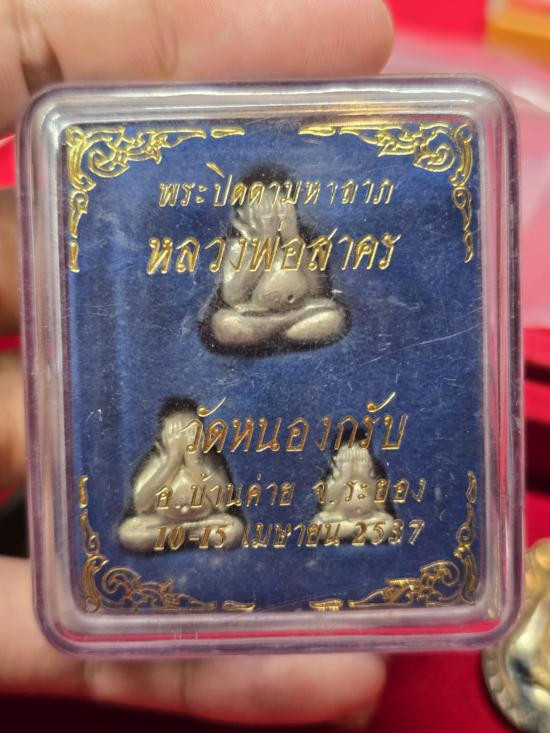 พระปิดตามหาลาภ
หลวงพ่อสาคร
วัดหนองกรับ
อ.บ้านค่าย จ.ระยอง
10-15 เมษายน 2537